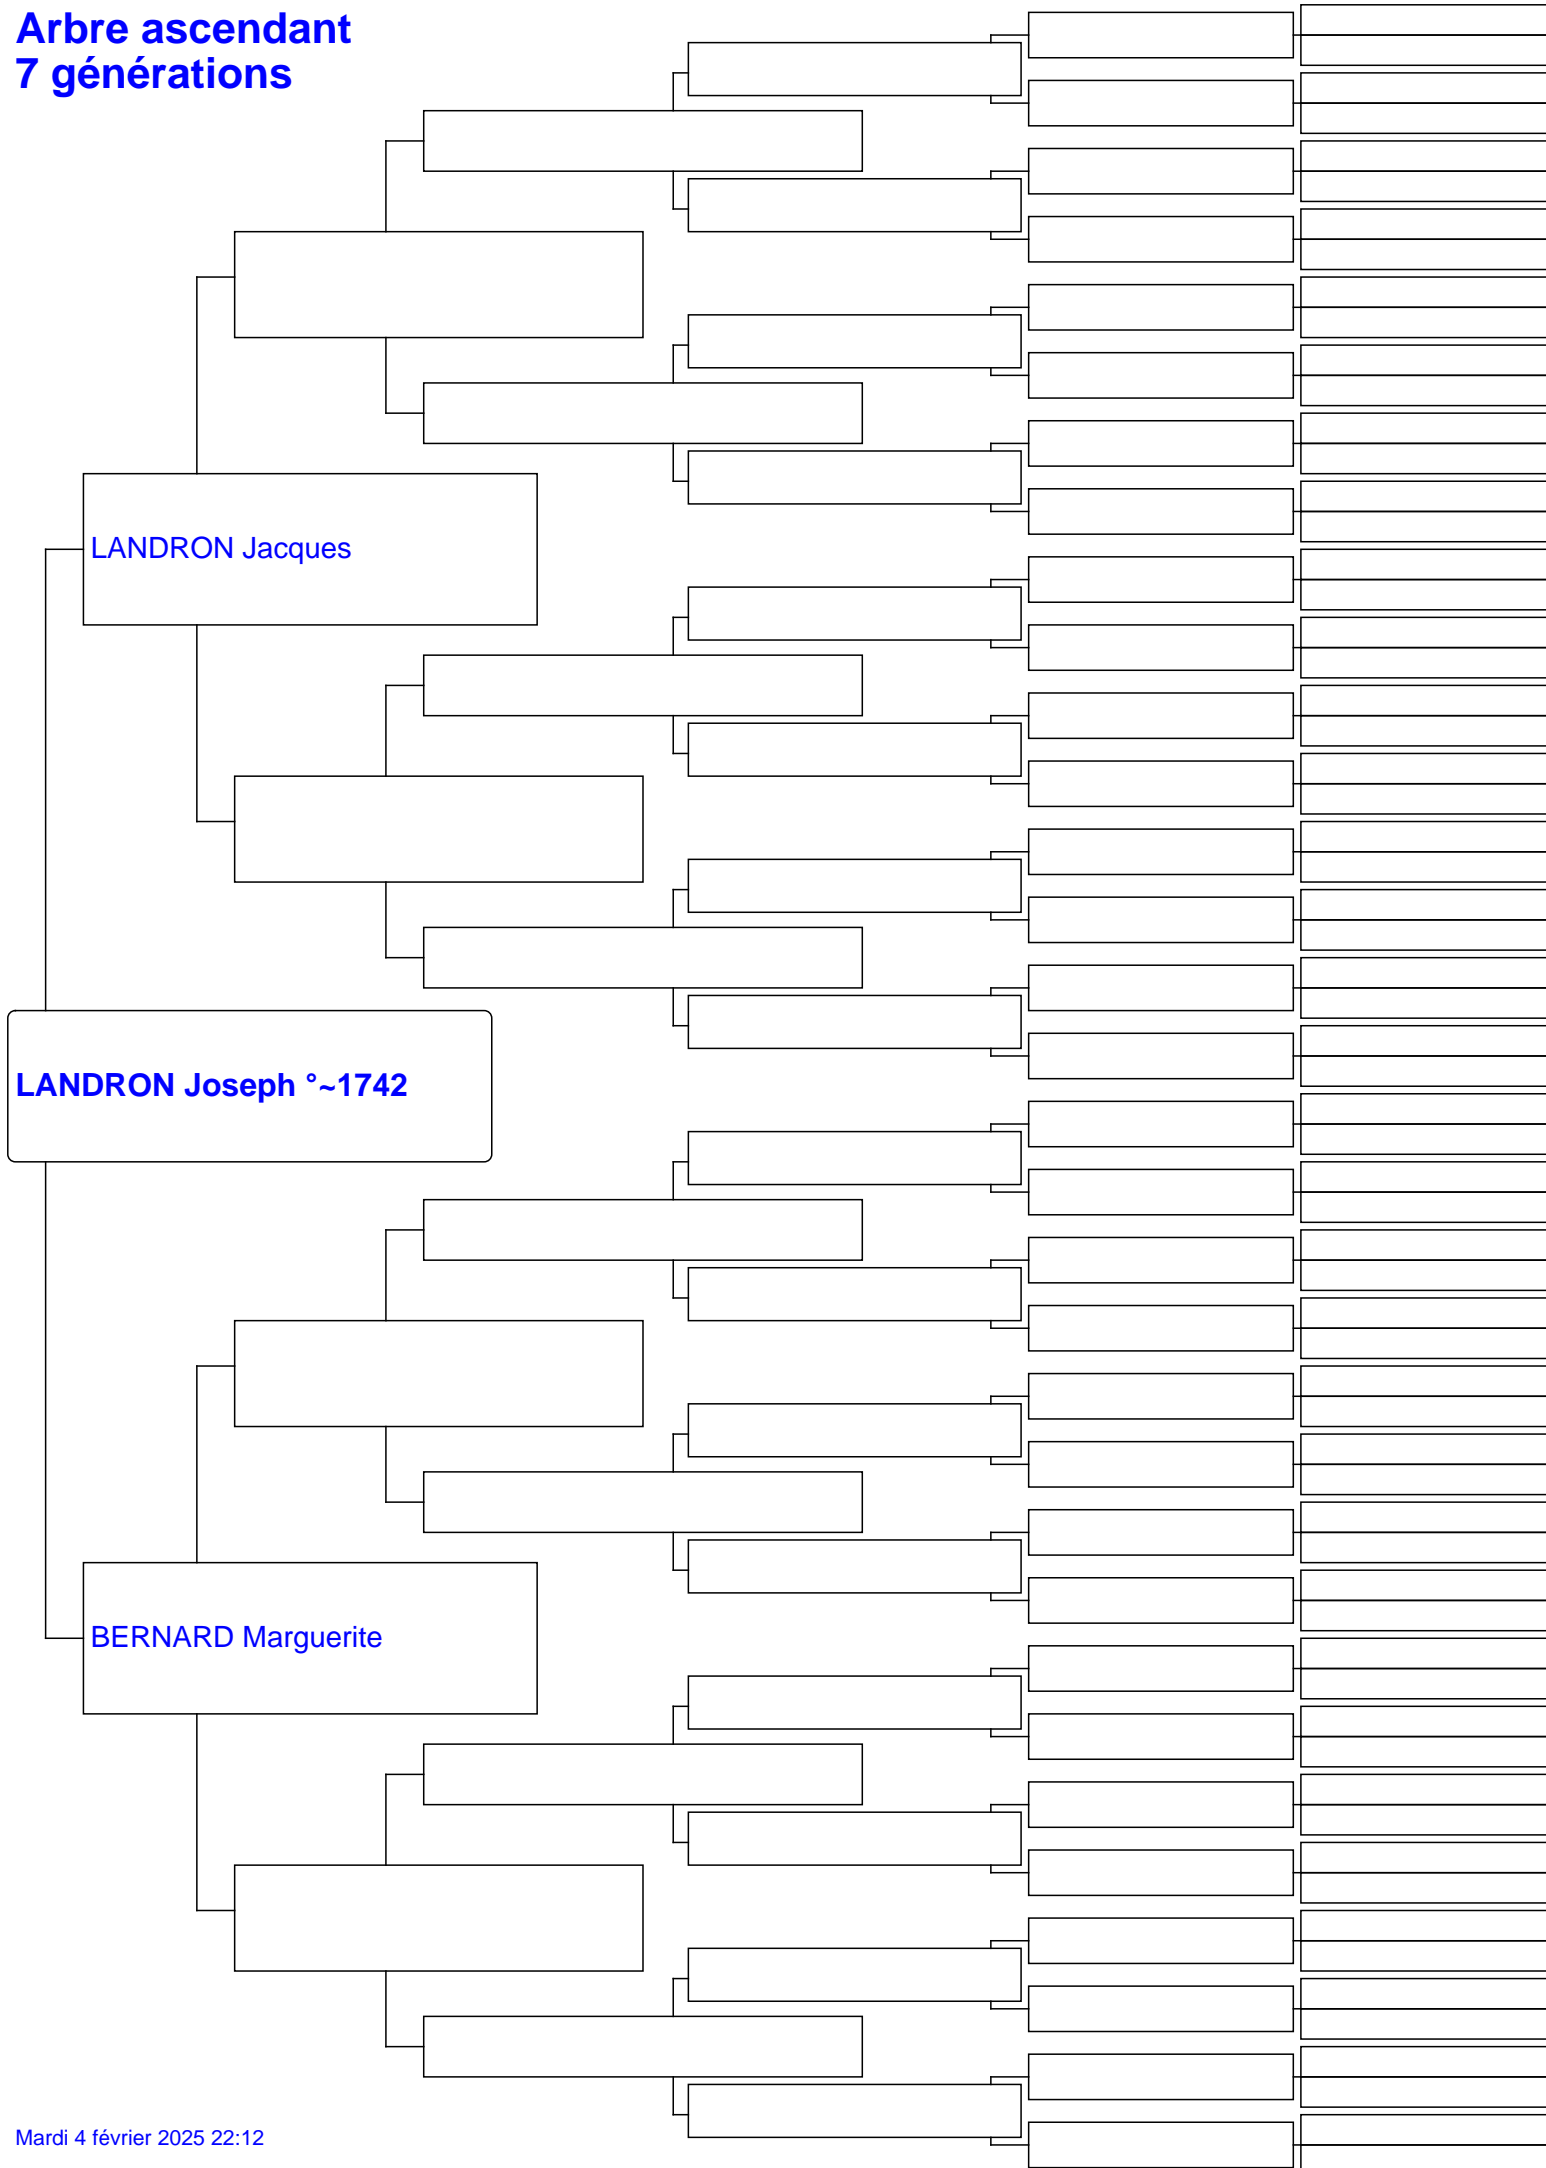 Arbre ascendant
7 générations
LANDRON Jacques
LANDRON Joseph °~1742
BERNARD Marguerite
Mardi 4 février 2025 22:12